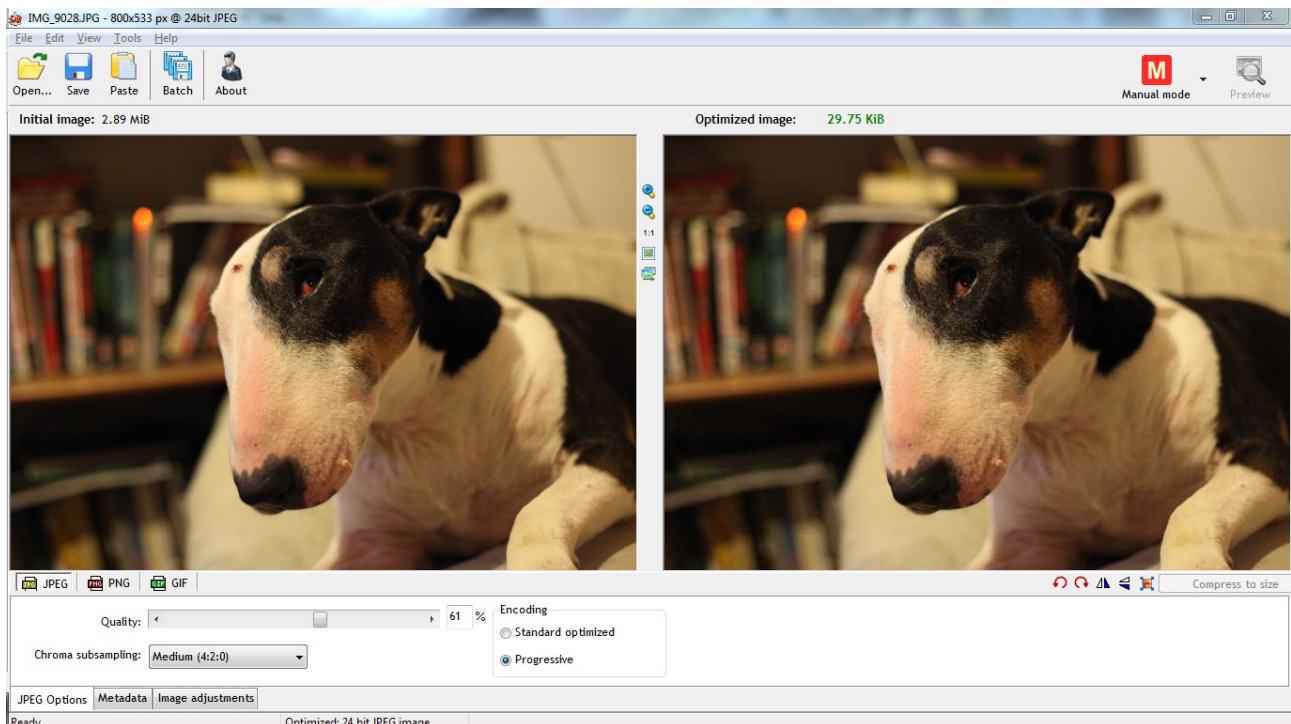 IMG_9028.JPG - 800x533 px @ 24bit JPEG
File Edit View Tools Help
Open... Save Paste Batch About
M
Manual mode Preview
Initial image: 2.89 MiB
Optimized image: 29.75 KiB
1:1
JPEG PNG GIF
Compress to size
Quality: 61 %
Encoding
Standard optimized
Chroma subsampling: Medium (4:2:0)
Progressive
JPEG Options Metadata Image adjustments
Ready Optimized: 24 bit JPEG image